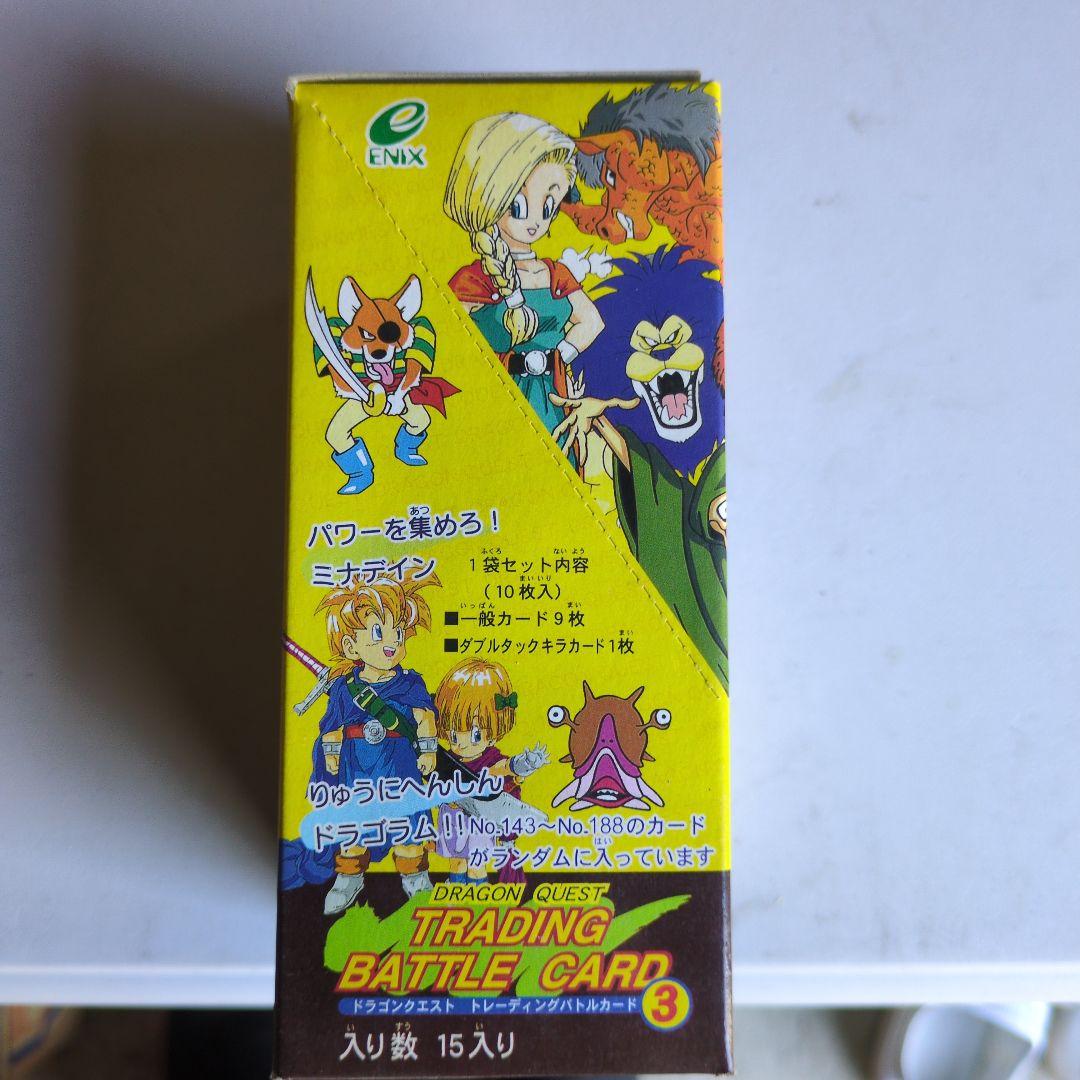 ENIX
パワーを集めろ！
ミナデイン
1袋セット内容
（10枚入）
■一般カード9枚
■ダブルタックキラカード1枚
りゅうにへんしん
ドラゴラム!!
No.143～No.188のカード
がランダムに入っています
DRAGON QUEST
TRADING
BATTLE CARD
ドラゴンクエスト トレーディングバトルカード 3
入り数 15入り